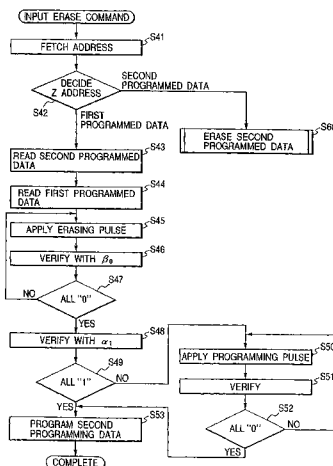 INPUT ERASE COMMAND
S41
FETCH ADDRESS
DECIDE
Z ADDRESS
S42
SECOND
PROGRAMMED DATA
FIRST
PROGRAMMED DATA
S60
ERASE SECOND
PROGRAMMED DATA
S43
READ SECOND PROGRAMMED
DATA
S44
READ FIRST PROGRAMMED
DATA
S45
APPLY ERASING PULSE
S46
VERIFY WITH β0
S47
ALL "0"
NO
YES
S48
VERIFY WITH α1
S49
ALL "1"
NO
YES
S50
APPLY PROGRAMMING PULSE
S51
VERIFY
S52
ALL "0"
YES
S53
PROGRAM SECOND
PROGRAMMING DATA
COMPLETE